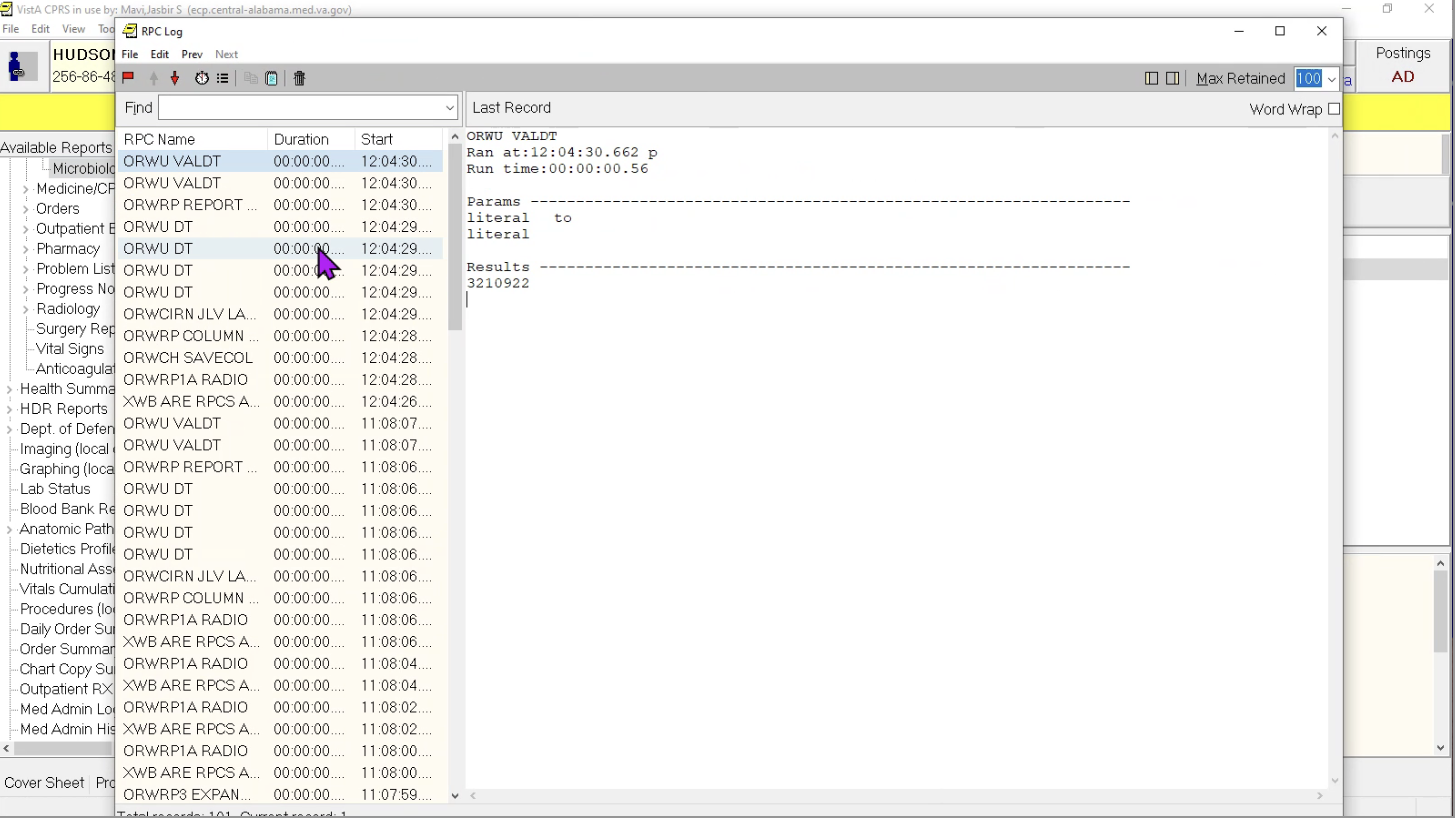 VistA CPRS in use by: Mavi,Jasbir S (ecp.central-alabama.med.va.gov)
File Edit View
HUDSO
256-86-48
Postings
AD
Available Reports
Microbiolo
Medicine/CP
Orders
Outpatient
Pharmacy
Problem List
Progress No
Radiology
Surgery Rep
Vital Signs
Anticoagulat
Health Summa
HDR Reports
Dept. of Defen
Imaging (local
Graphing (loca
Lab Status
Blood Bank Re
Anatomic Path
Dietetics Profile
Nutritional Ass
Vitals Cumulati
Procedures (lo
Daily Order Su
Order Summar
Chart Copy Su
Outpatient RX
Med Admin Lo
Med Admin His
Cover Sheet
RPC Log
File Edit Prev Next
Max Retained 100
Find
Last Record
Word Wrap
RPC Name Duration Start
ORWU VALDT 00:00:00.... 12:04:30....
ORWU VALDT 00:00:00.... 12:04:30....
ORWRP REPORT ... 00:00:00.... 12:04:30....
ORWU DT 00:00:00.... 12:04:29....
ORWU DT 00:00:00.... 12:04:29....
ORWU DT 00:00:00.... 12:04:29....
ORWU DT 00:00:00.... 12:04:29....
ORWCIRN JLV LA... 00:00:00.... 12:04:29....
ORWRP COLUMN ... 00:00:00.... 12:04:28....
ORWCH SAVECOL 00:00:00.... 12:04:28....
ORWRP1A RADIO 00:00:00.... 12:04:28....
XWB ARE RPCS A... 00:00:00.... 12:04:26....
ORWU VALDT 00:00:00.... 11:08:07....
ORWU VALDT 00:00:00.... 11:08:07....
ORWRP REPORT ... 00:00:00.... 11:08:06....
ORWU DT 00:00:00.... 11:08:06....
ORWU DT 00:00:00.... 11:08:06....
ORWU DT 00:00:00.... 11:08:06....
ORWU DT 00:00:00.... 11:08:06....
ORWCIRN JLV LA... 00:00:00.... 11:08:06....
ORWRP COLUMN ... 00:00:00.... 11:08:06....
ORWRP1A RADIO 00:00:00.... 11:08:06....
XWB ARE RPCS A... 00:00:00.... 11:08:06....
ORWRP1A RADIO 00:00:00.... 11:08:04....
XWB ARE RPCS A... 00:00:00.... 11:08:04....
ORWRP1A RADIO 00:00:00.... 11:08:02....
XWB ARE RPCS A... 00:00:00.... 11:08:02....
ORWRP1A RADIO 00:00:00.... 11:08:00....
XWB ARE RPCS A... 00:00:00.... 11:08:00....
ORWRP3 EXPAN... 00:00:00.... 11:07:59....
Total records: 101 Current record: 1
ORWU VALDT
Ran at:12:04:30.662 p
Run time:00:00:00.56
Params ------------------------------------------------------------------
literal to
literal
Results -----------------------------------------------------------------
3210922